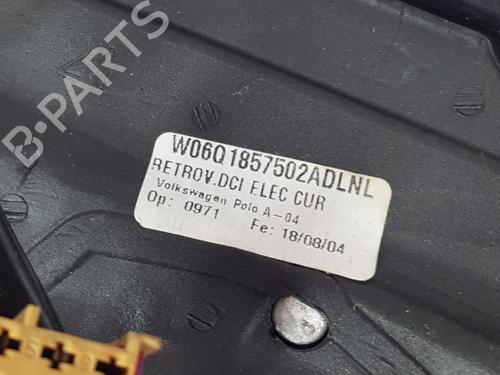 B-PARTS
W06Q1857502ADLNL
RETROV.DCI ELEC CUR
Volkswagen Polo A-04
Op: 0971 Fe: 18/08/04